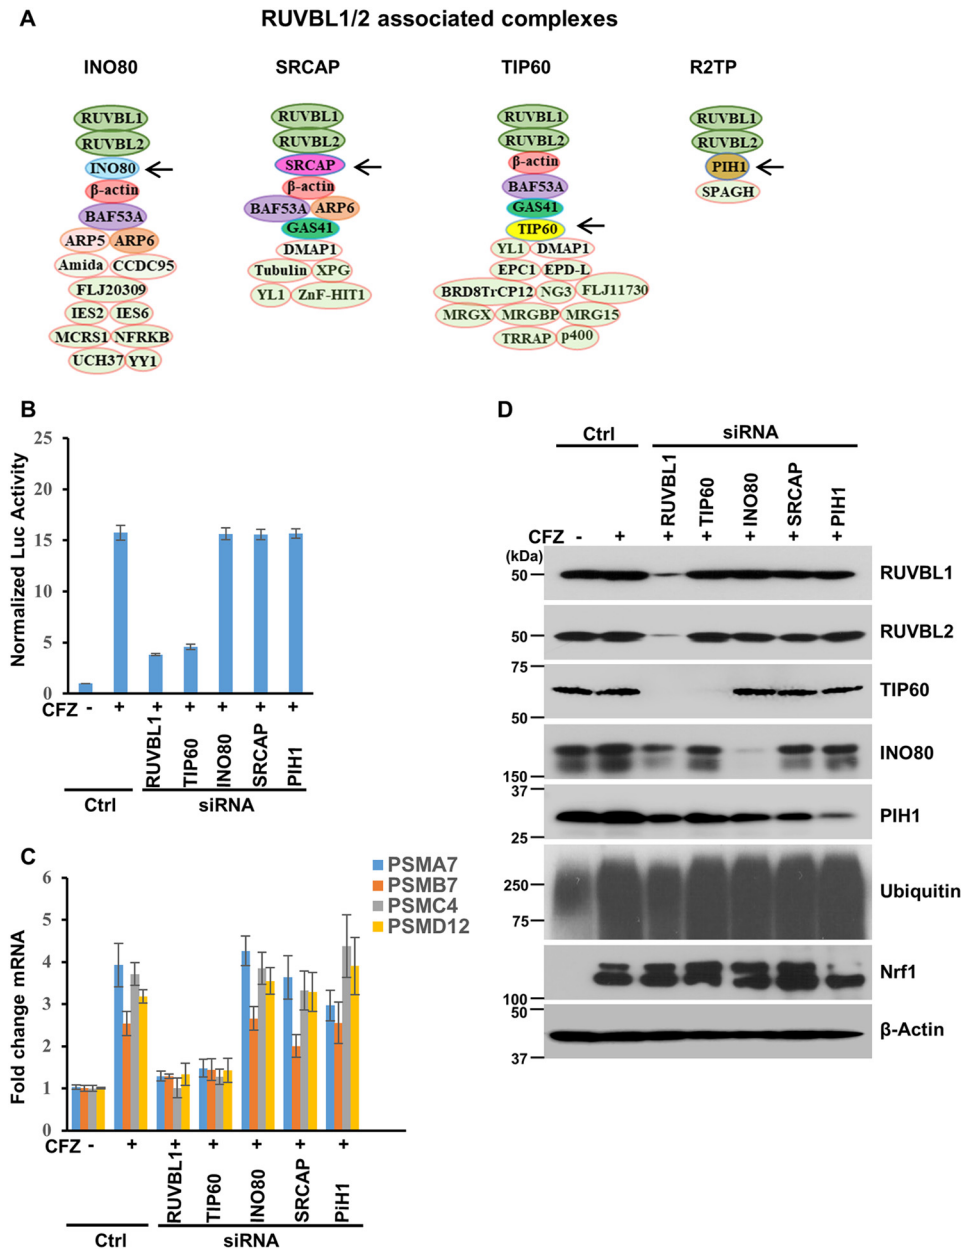 A
RUVBL1/2 associated complexes
INO80
SRCAP
TIP60
R2TP
RUVBL1
RUVBL2
INO80
β-actin
BAF53A
ARP5 ARP6
Amida CCDC95
FLJ20309
IES2 IES6
MCRS1 NFRKB
UCH37 YY1
RUVBL1
RUVBL2
SRCAP
β-actin
BAF53A ARP6
GAS41
DMAP1
Tubulin XPG
YL1 ZnF-HIT1
RUVBL1
RUVBL2
β-actin
BAF53A
GAS41
TIP60
YL1 DMAP1
EPC1 EPD-L
BRD8TrCP12 NG3 FLJ11730
MRGX MRGBP MRG15
TRRAP p400
RUVBL1
RUVBL2
PIH1
SPAGH
B
Normalized Luc Activity
25
20
15
10
5
0
CFZ - + + + + + +
RUVBL1
TIP60
INO80
SRCAP
PIH1
Ctrl siRNA
C
PSMA7
PSMB7
PSMC4
PSMD12
Fold change mRNA
6
5
4
3
2
1
0
CFZ - + + + + + +
RUVBL1
TIP60
INO80
SRCAP
PiH1
Ctrl siRNA
D
Ctrl siRNA
RUVBL1
TIP60
INO80
SRCAP
PIH1
CFZ - + + + + + +
(kDa)
50 RUVBL1
50 RUVBL2
75
TIP60
50
INO80
150
37
PIH1
25
250 Ubiquitin
75
Nrf1
100
50
β-Actin
37